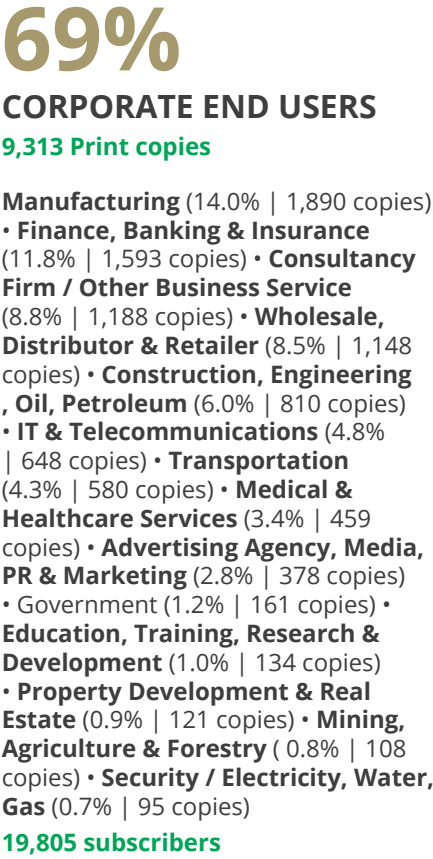 69%
CORPORATE END USERS
9,313 Print copies
Manufacturing (14.0% | 1,890 copies)
• Finance, Banking & Insurance
(11.8% | 1,593 copies) • Consultancy
Firm / Other Business Service
(8.8% | 1,188 copies) • Wholesale,
Distributor & Retailer (8.5% | 1,148
copies) • Construction, Engineering
, Oil, Petroleum (6.0% | 810 copies)
• IT & Telecommunications (4.8%
| 648 copies) • Transportation
(4.3% | 580 copies) • Medical &
Healthcare Services (3.4% | 459
copies) • Advertising Agency, Media,
PR & Marketing (2.8% | 378 copies)
• Government (1.2% | 161 copies) •
Education, Training, Research &
Development (1.0% | 134 copies)
• Property Development & Real
Estate (0.9% | 121 copies) • Mining,
Agriculture & Forestry ( 0.8% | 108
copies) • Security / Electricity, Water,
Gas (0.7% | 95 copies)
19,805 subscribers